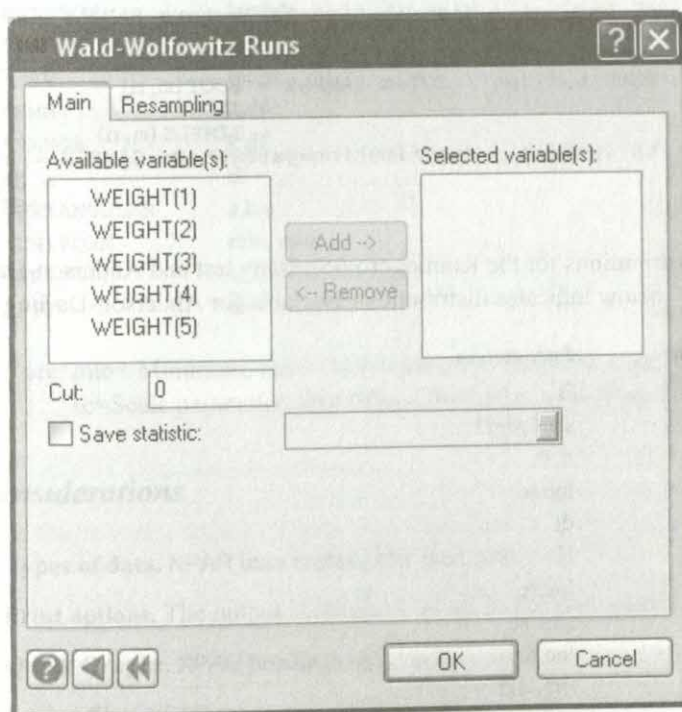 Wald-Wolfowitz Runs
Main Resampling
Available variable(s): Selected variable(s):
WEIGHT(1)
WEIGHT(2)
WEIGHT(3)
WEIGHT(4)
WEIGHT(5)
Add -->
<-- Remove
Cut: 0
Save statistic:
OK Cancel